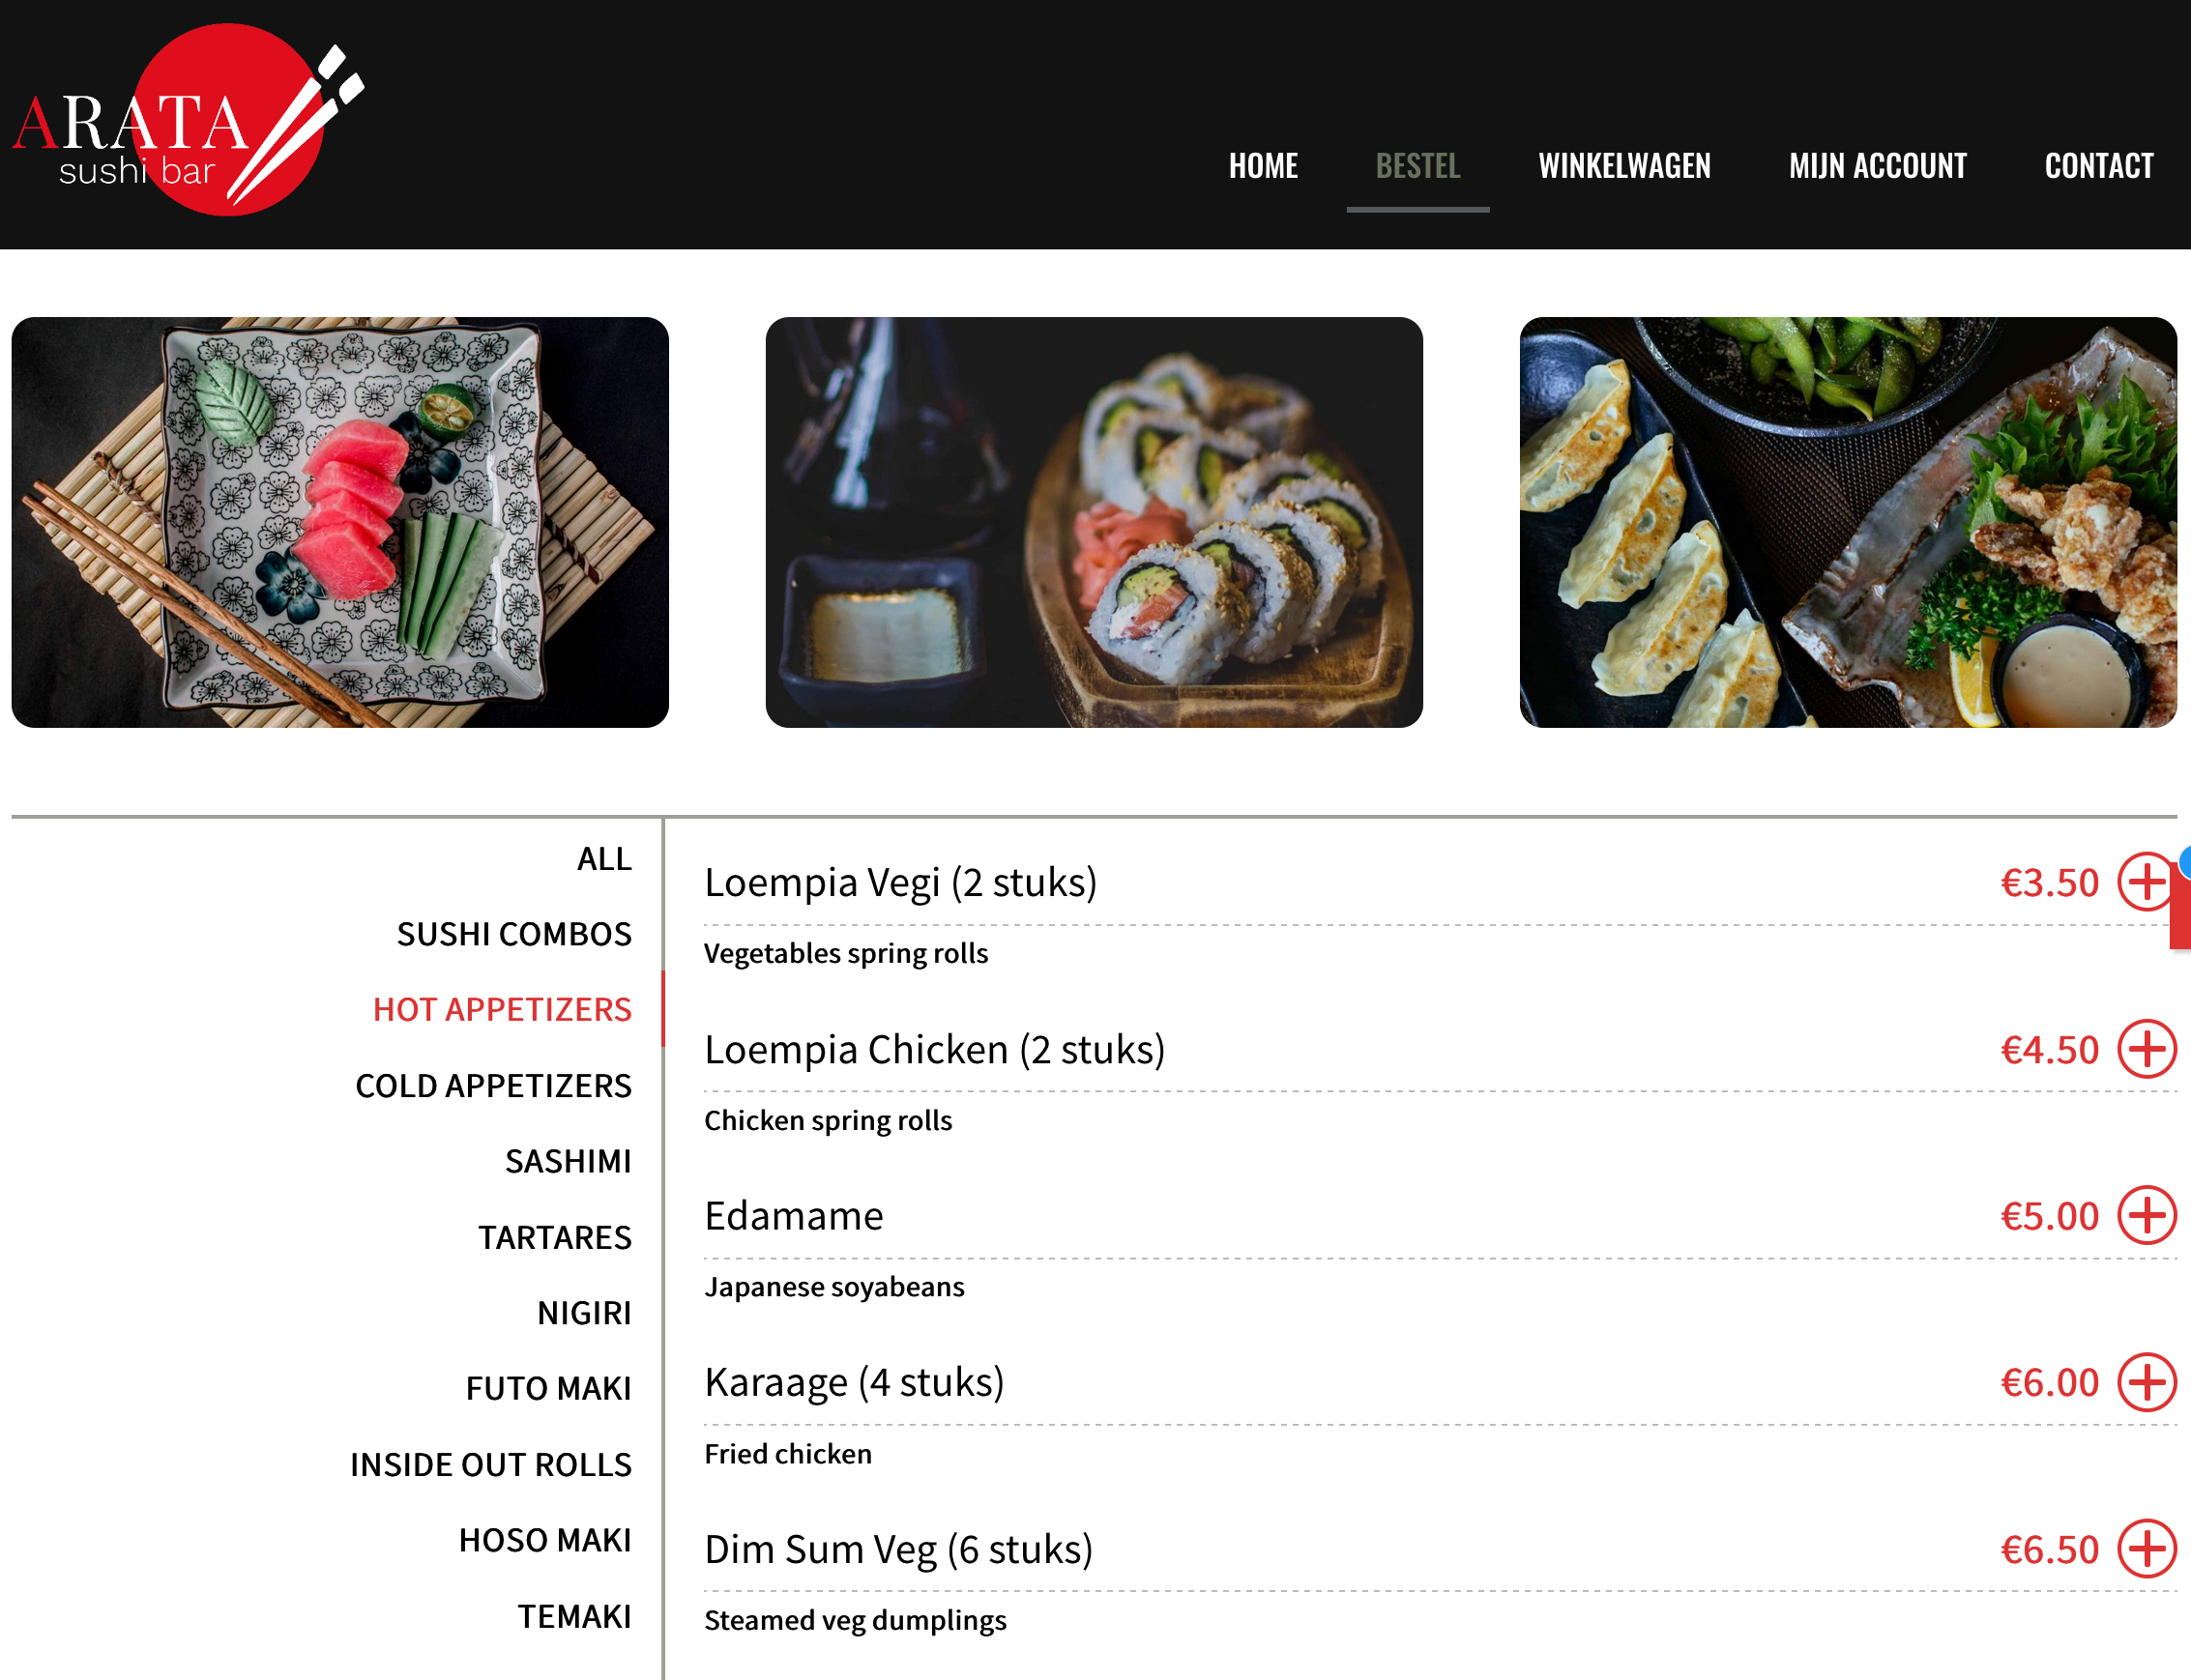 ARATA
sushi bar
HOME BESTEL WINKELWAGEN MIJN ACCOUNT CONTACT
ALL
SUSHI COMBOS
HOT APPETIZERS
COLD APPETIZERS
SASHIMI
TARTARES
NIGIRI
FUTO MAKI
INSIDE OUT ROLLS
HOSO MAKI
TEMAKI
Loempia Vegi (2 stuks) €3.50
Vegetables spring rolls
Loempia Chicken (2 stuks) €4.50
Chicken spring rolls
Edamame €5.00
Japanese soyabeans
Karaage (4 stuks) €6.00
Fried chicken
Dim Sum Veg (6 stuks) €6.50
Steamed veg dumplings